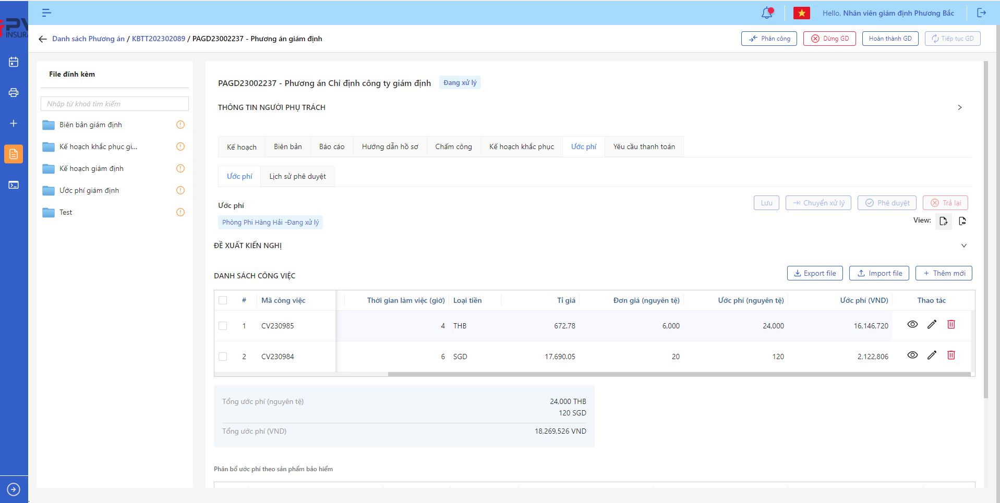 PV
INSURA
Hello, Nhân viên giám định Phương Bắc
Danh sách Phương án / KBTT202302089 / PAGD23002237 - Phương án giám định
Phân công
Dừng GD
Hoàn thành GD
Tiếp tục GD
File đính kèm
Nhập từ khoá tìm kiếm
Biên bản giám định
Kế hoạch khắc phục gi...
Kế hoạch giám định
Ước phí giám định
Test
PAGD23002237 - Phương án Chỉ định công ty giám định
Đang xử lý
THÔNG TIN NGƯỜI PHỤ TRÁCH
Kế hoạch
Biên bản
Báo cáo
Hướng dẫn hồ sơ
Chấm công
Kế hoạch khắc phục
Ước phí
Yêu cầu thanh toán
Ước phí
Lịch sử phê duyệt
Ước phí
Lưu
Chuyển xử lý
Phê duyệt
Trả lại
Phòng Phi Hàng Hải -Đang xử lý
View:
ĐỀ XUẤT KIẾN NGHỊ
DANH SÁCH CÔNG VIỆC
Export file
Import file
+ Thêm mới
# Mã công việc Thời gian làm việc (giờ) Loại tiền Tỉ giá Đơn giá (nguyên tệ) Ước phí (nguyên tệ) Ước phí (VND) Thao tác
1 CV230985 4 THB 672.78 6,000 24,000 16,146,720
2 CV230984 6 SGD 17,690.05 20 120 2,122,806
Tổng ước phí (nguyên tệ) 24,000 THB
120 SGD
Tổng ước phí (VND) 18,269,526 VND
Phân bổ ước phí theo sản phẩm bảo hiểm